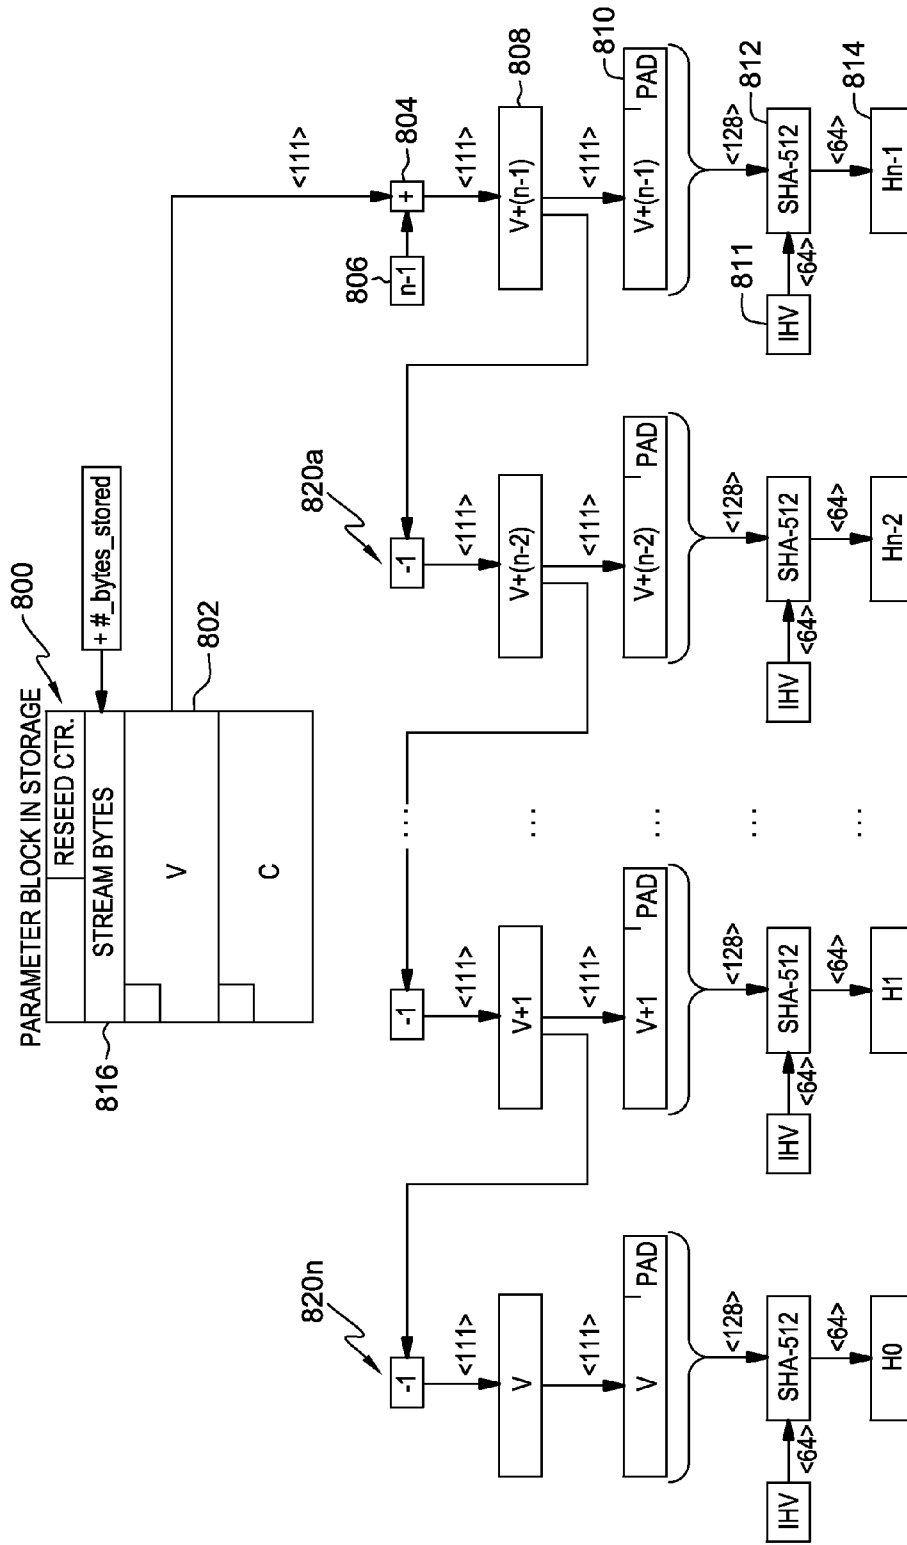 PARAMETER BLOCK IN STORAGE
800
RESEED CTR.
816
STREAM BYTES
+ #_bytes_stored
V
802
C
<111>
820n
820a
806
n-1
+
804
-1
-1
....
-1
<111>
<111>
<111>
<111>
V
V+1
...
V+(n-2)
V+(n-1)
808
<111>
<111>
<111>
<111>
V
PAD
V+1
PAD
...
V+(n-2)
PAD
V+(n-1)
PAD
810
<128>
<128>
...
<128>
<128>
IHV
<64>
SHA-512
IHV
<64>
SHA-512
IHV
<64>
SHA-512
811
IHV
<64>
SHA-512
812
<64>
<64>
<64>
<64>
H0
H1
...
Hn-2
Hn-1
814